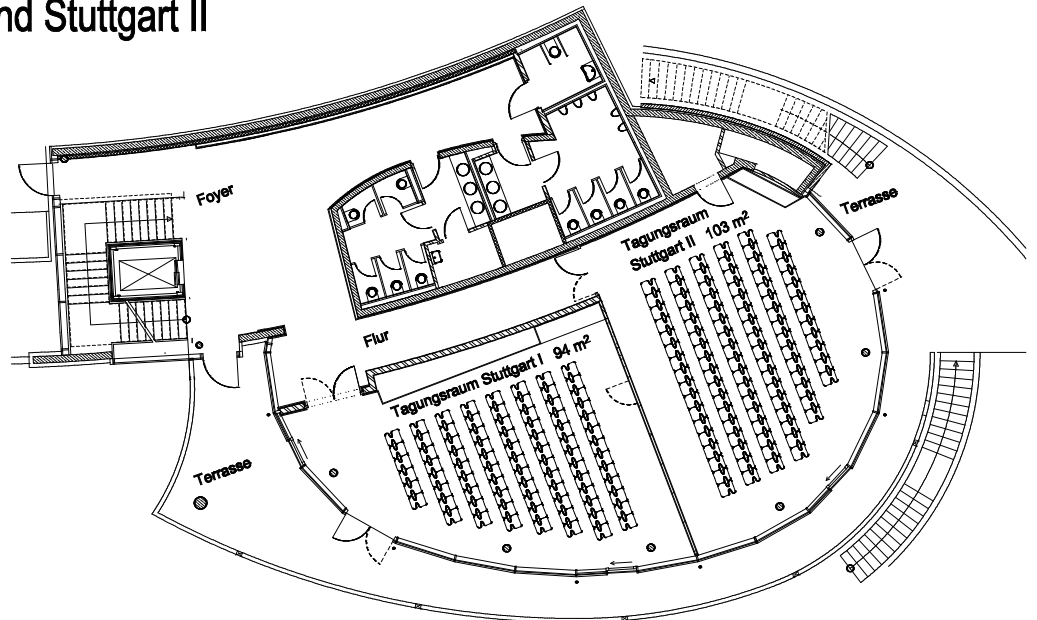 nd Stuttgart II
Foyer
Terrasse
Tagungsraum
Stuttgart II 103 m²
Flur
Tagungsraum Stuttgart I 94 m²
Terrasse